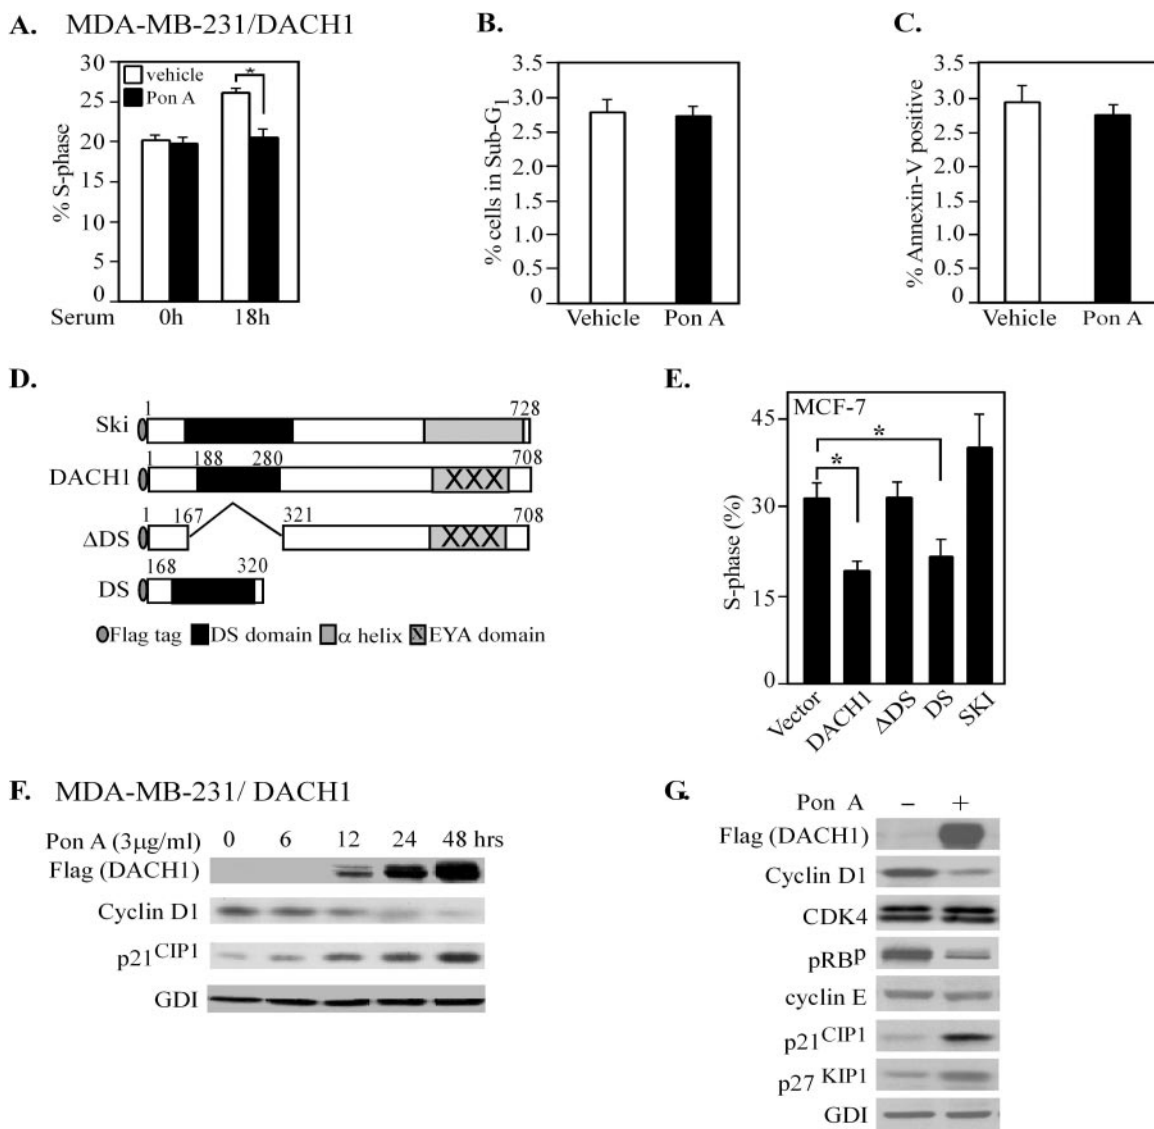 A. MDA-MB-231/DACH1
% S-phase
30
25
20
15
10
5
0
vehicle
Pon A
*
Serum 0h 18h
B.
% cells in Sub-G1
3.5
3.0
2.5
2.0
1.5
1.0
0.5
0
Vehicle Pon A
C.
% Annexin-V positive
3.5
3.0
2.5
2.0
1.5
1.0
0.5
0
Vehicle Pon A
D.
1 728
Ski
1 188 280 708
DACH1 XXX
1 167 321 708
ΔDS XXX
168 320
DS
Flag tag DS domain α helix X EYA domain
E.
MCF-7
S-phase (%)
45
30
15
0
*
*
Vector DACH1 ΔDS DS SKI
F. MDA-MB-231/ DACH1
Pon A (3μg/ml) 0 6 12 24 48 hrs
Flag (DACH1)
Cyclin D1
p21CIP1
GDI
G.
Pon A − +
Flag (DACH1)
Cyclin D1
CDK4
pRBp
cyclin E
p21CIP1
p27 KIP1
GDI